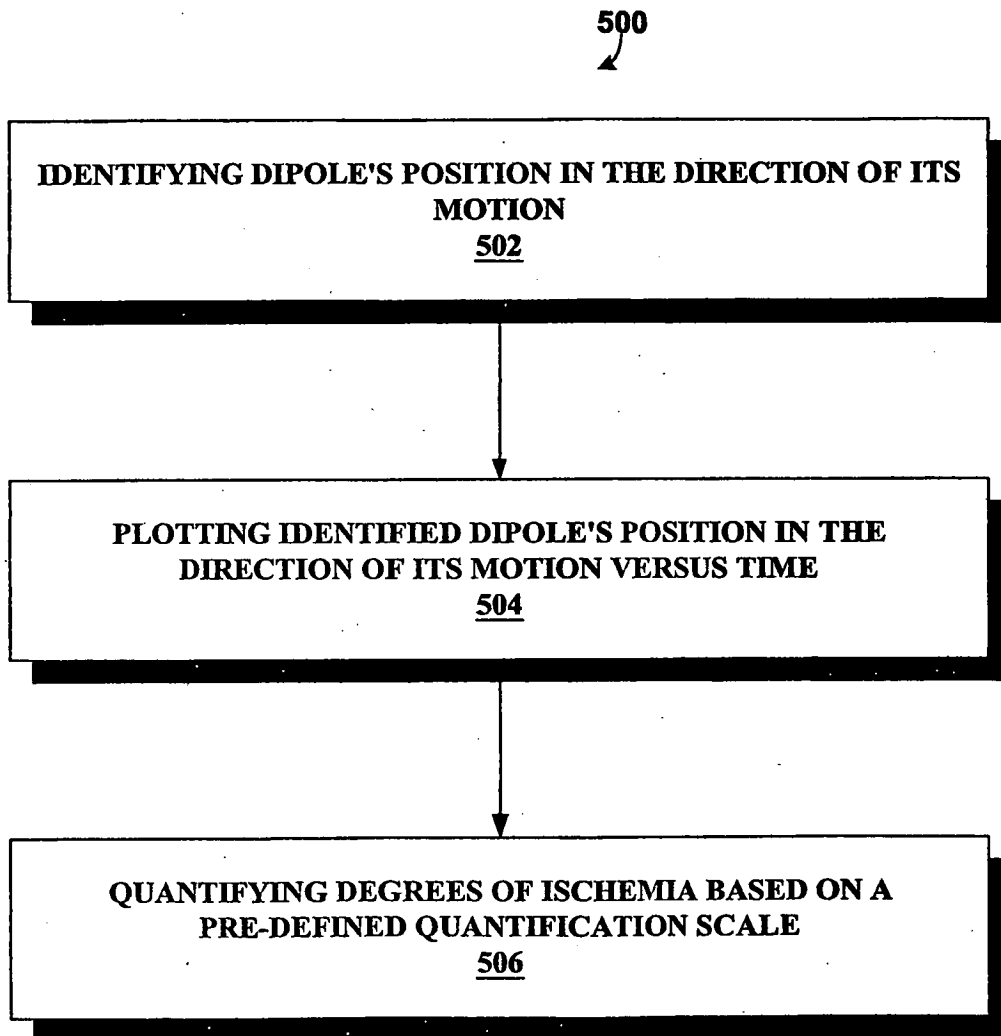 500
IDENTIFYING DIPOLE'S POSITION IN THE DIRECTION OF ITS
MOTION
502
PLOTTING IDENTIFIED DIPOLE'S POSITION IN THE
DIRECTION OF ITS MOTION VERSUS TIME
504
QUANTIFYING DEGREES OF ISCHEMIA BASED ON A
PRE-DEFINED QUANTIFICATION SCALE
506